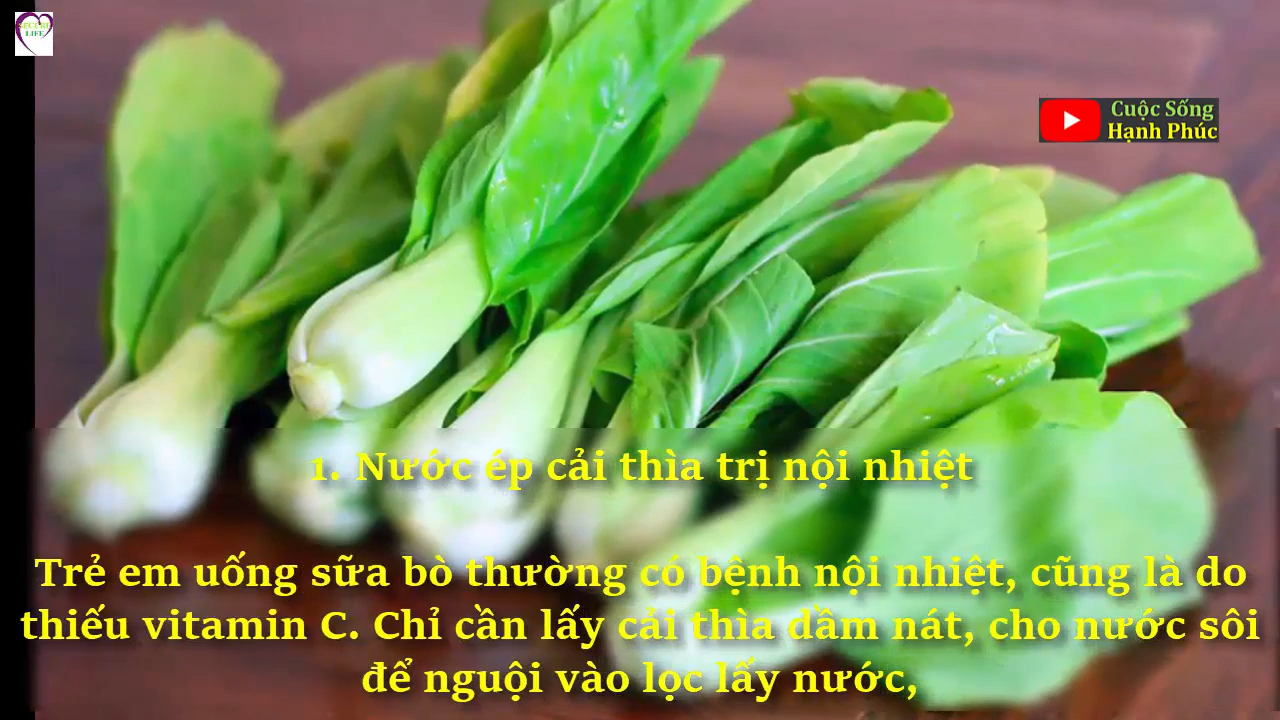 SECURE
LIFE
Cuộc Sống
Hạnh Phúc
1. Nước ép cải thìa trị nội nhiệt
Trẻ em uống sữa bò thường có bệnh nội nhiệt, cũng là do
thiếu vitamin C. Chỉ cần lấy cải thìa dầm nát, cho nước sôi
để nguội vào lọc lấy nước,